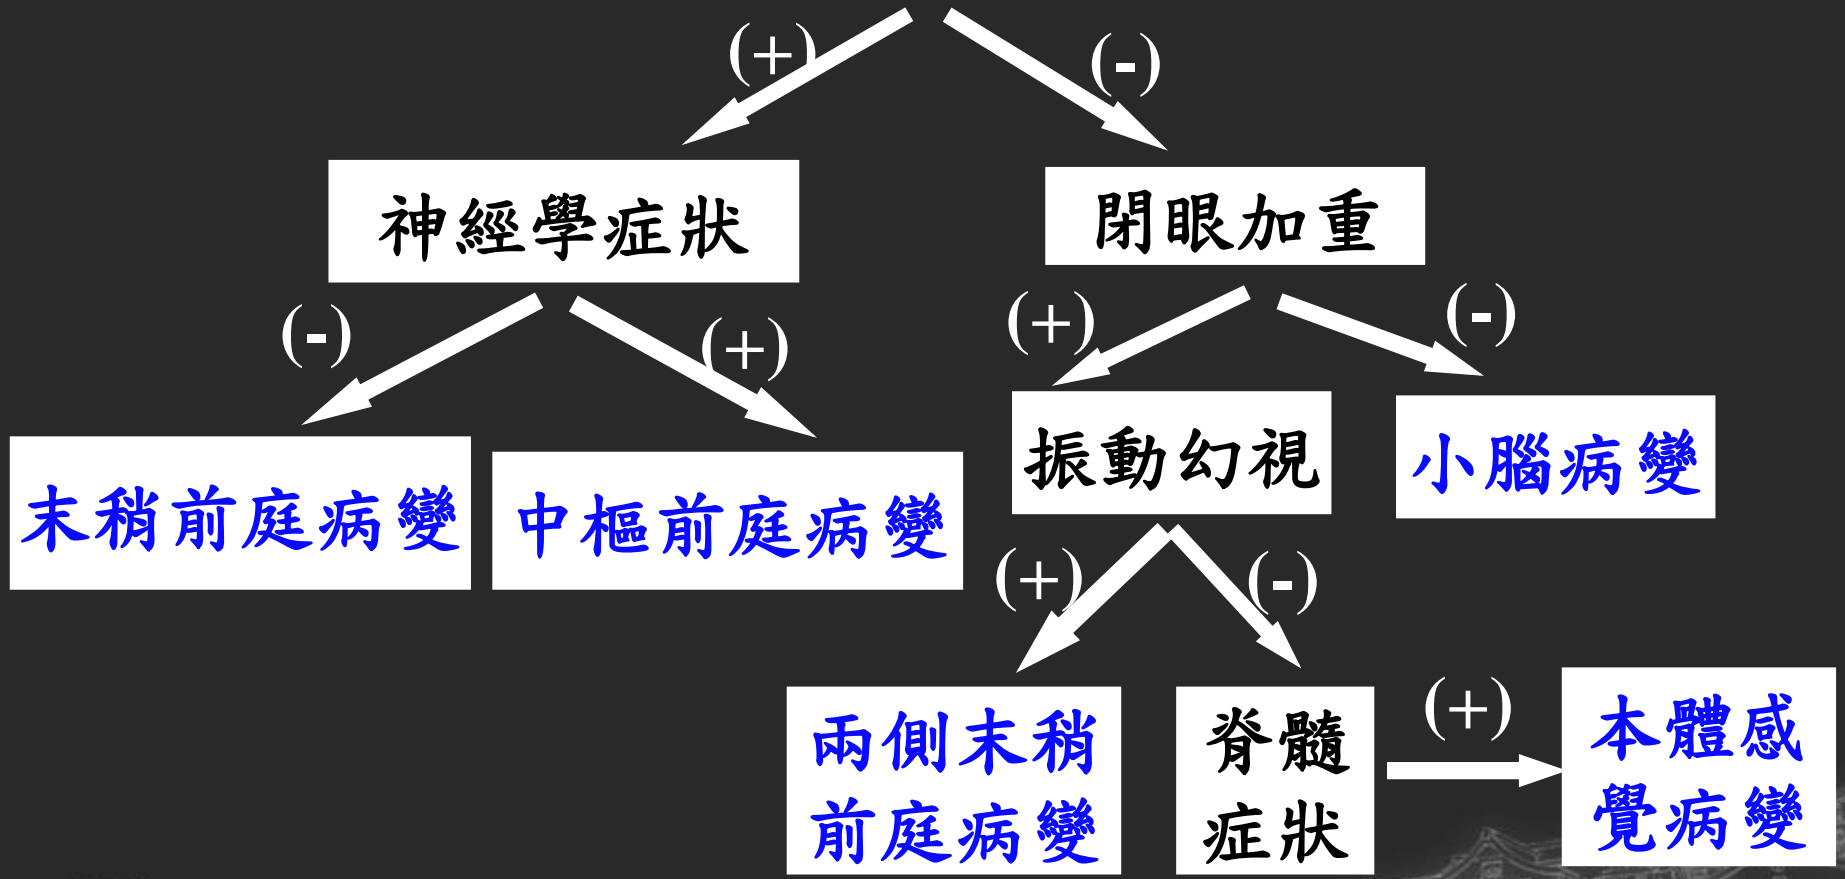 (+)
(-)
神經學症狀
閉眼加重
(-)
(+)
(+)
(-)
末稍前庭病變
中樞前庭病變
振動幻視
小腦病變
(+)
(-)
兩側末稍
前庭病變
脊髓
症狀
(+)
本體感
覺病變